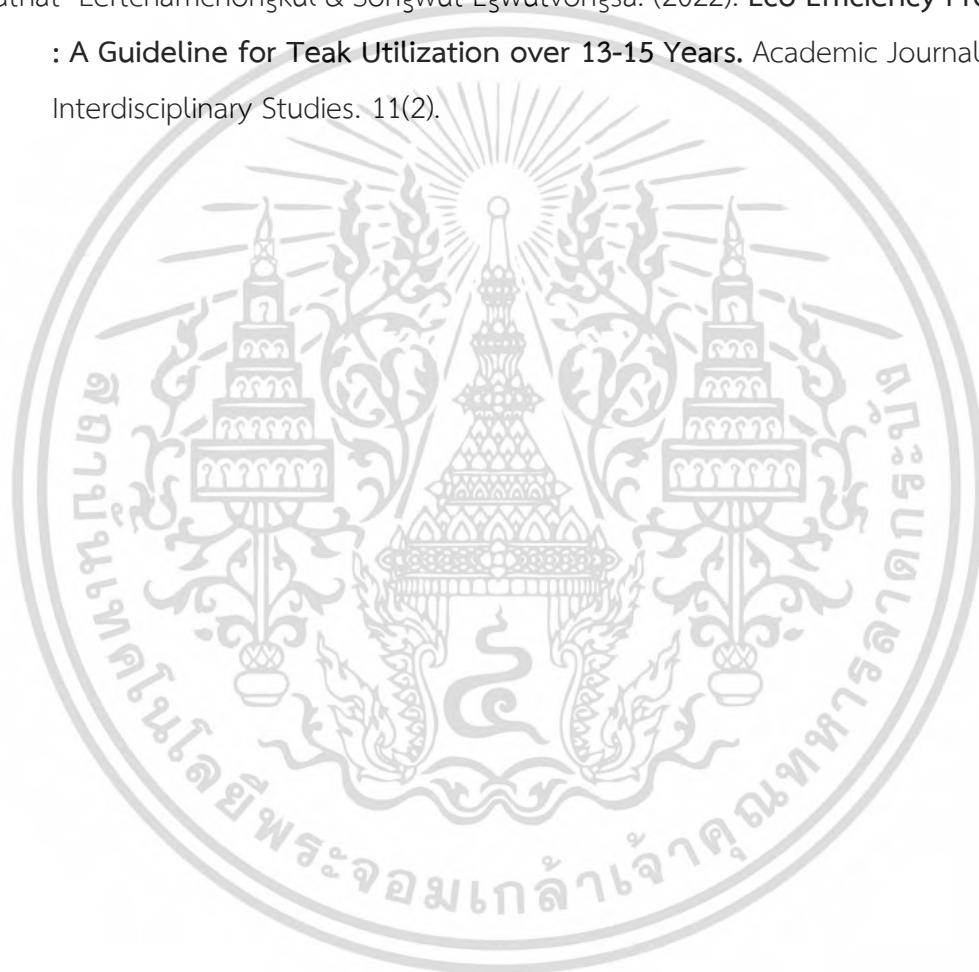 & Songwut Egwutvongsa. (2022). Eco Efficiency
: A Guideline for Teak Utilization over 13-15 Years. Academic Journal
Interdisciplinary Studies. 11(2).
๔
สถาบันเทคโนโลยีพระจอมเกล้าเจ้าคุณทหารลาดกระบัง